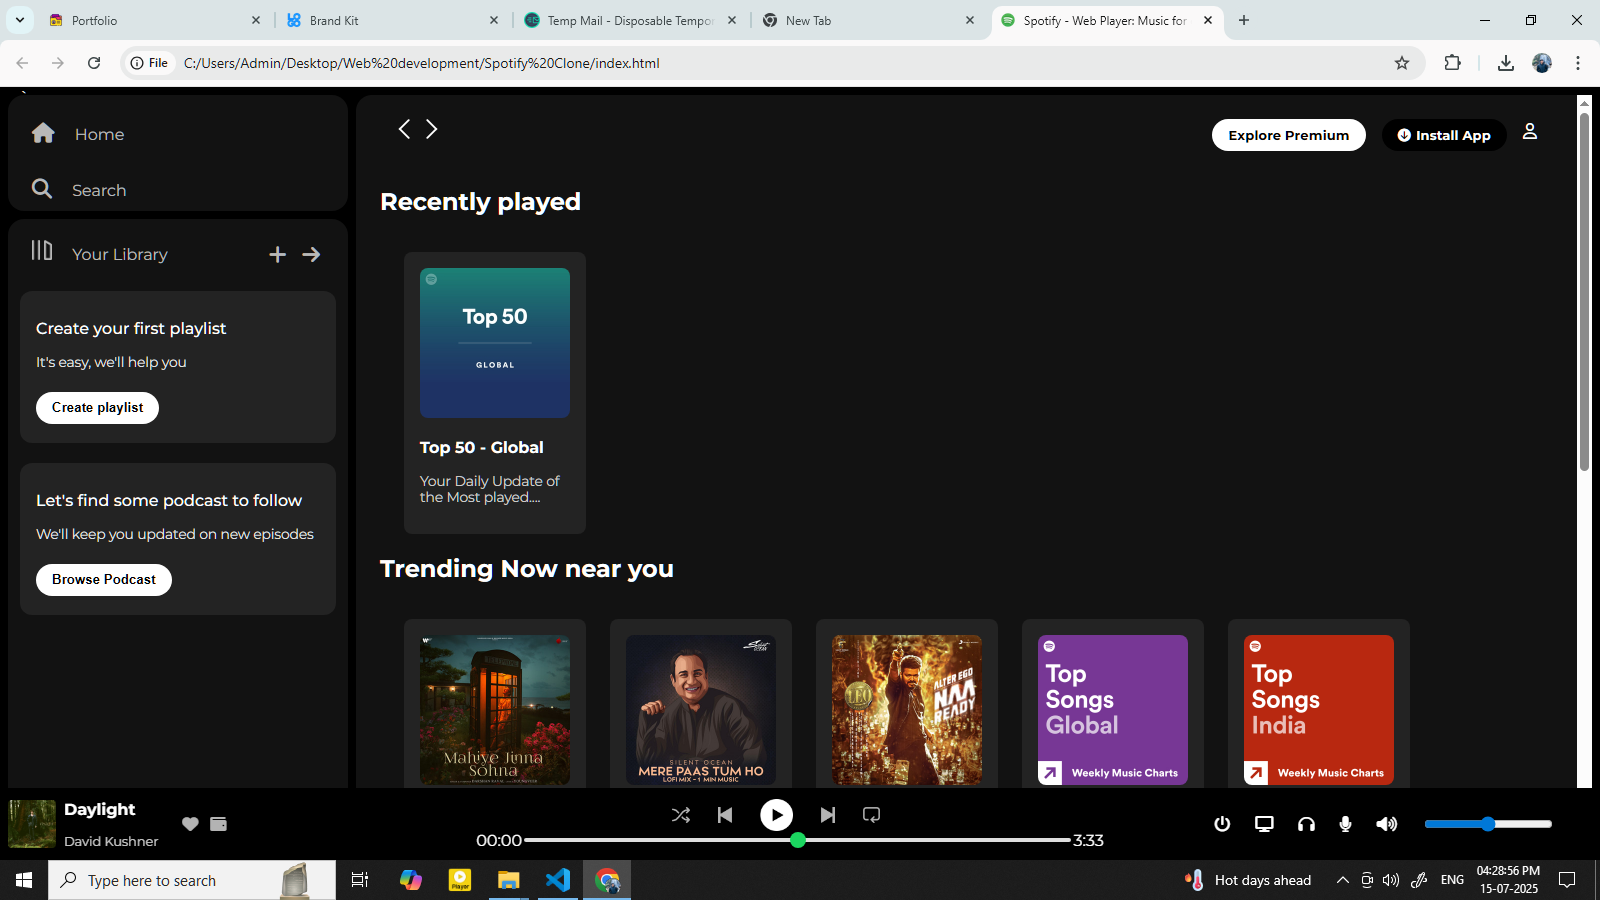 Portfolio
Brand Kit
Temp Mail - Disposable Tempo
New Tab
Spotify - Web Player: Music for
File
C:/Users/Admin/Desktop/Web%20development/Spotify%20Clone/index.html
Home
Search
Your Library
Create your first playlist
It's easy, we'll help you
Create playlist
Let's find some podcast to follow
We'll keep you updated on new episodes
Browse Podcast
Explore Premium
Install App
Recently played
Top 50
GLOBAL
Top 50 - Global
Your Daily Update of
the Most played....
Trending Now near you
Mahiye Jinna
Sohna
SILENT OCEAN
MERE PAAS TUM HO
LOFI MIX - 1 MIN MUSIC
LEO
ALTER EGO
NAA
READY
Top
Songs
Global
Weekly Music Charts
Top
Songs
India
Weekly Music Charts
Daylight
David Kushner
00:00
3:33
Type here to search
Player
Hot days ahead
ENG
04:28:56 PM
15-07-2025